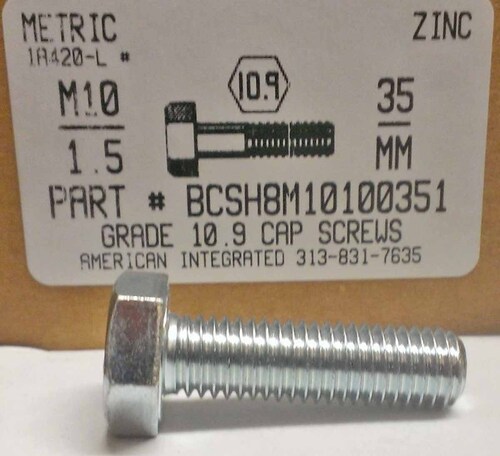 METRIC ZINC
1A420-L #
M10 10.9 35
1.5 MM
PART # BCSH8M10100351
GRADE 10.9 CAP SCREWS
AMERICAN INTEGRATED 313-831-7635